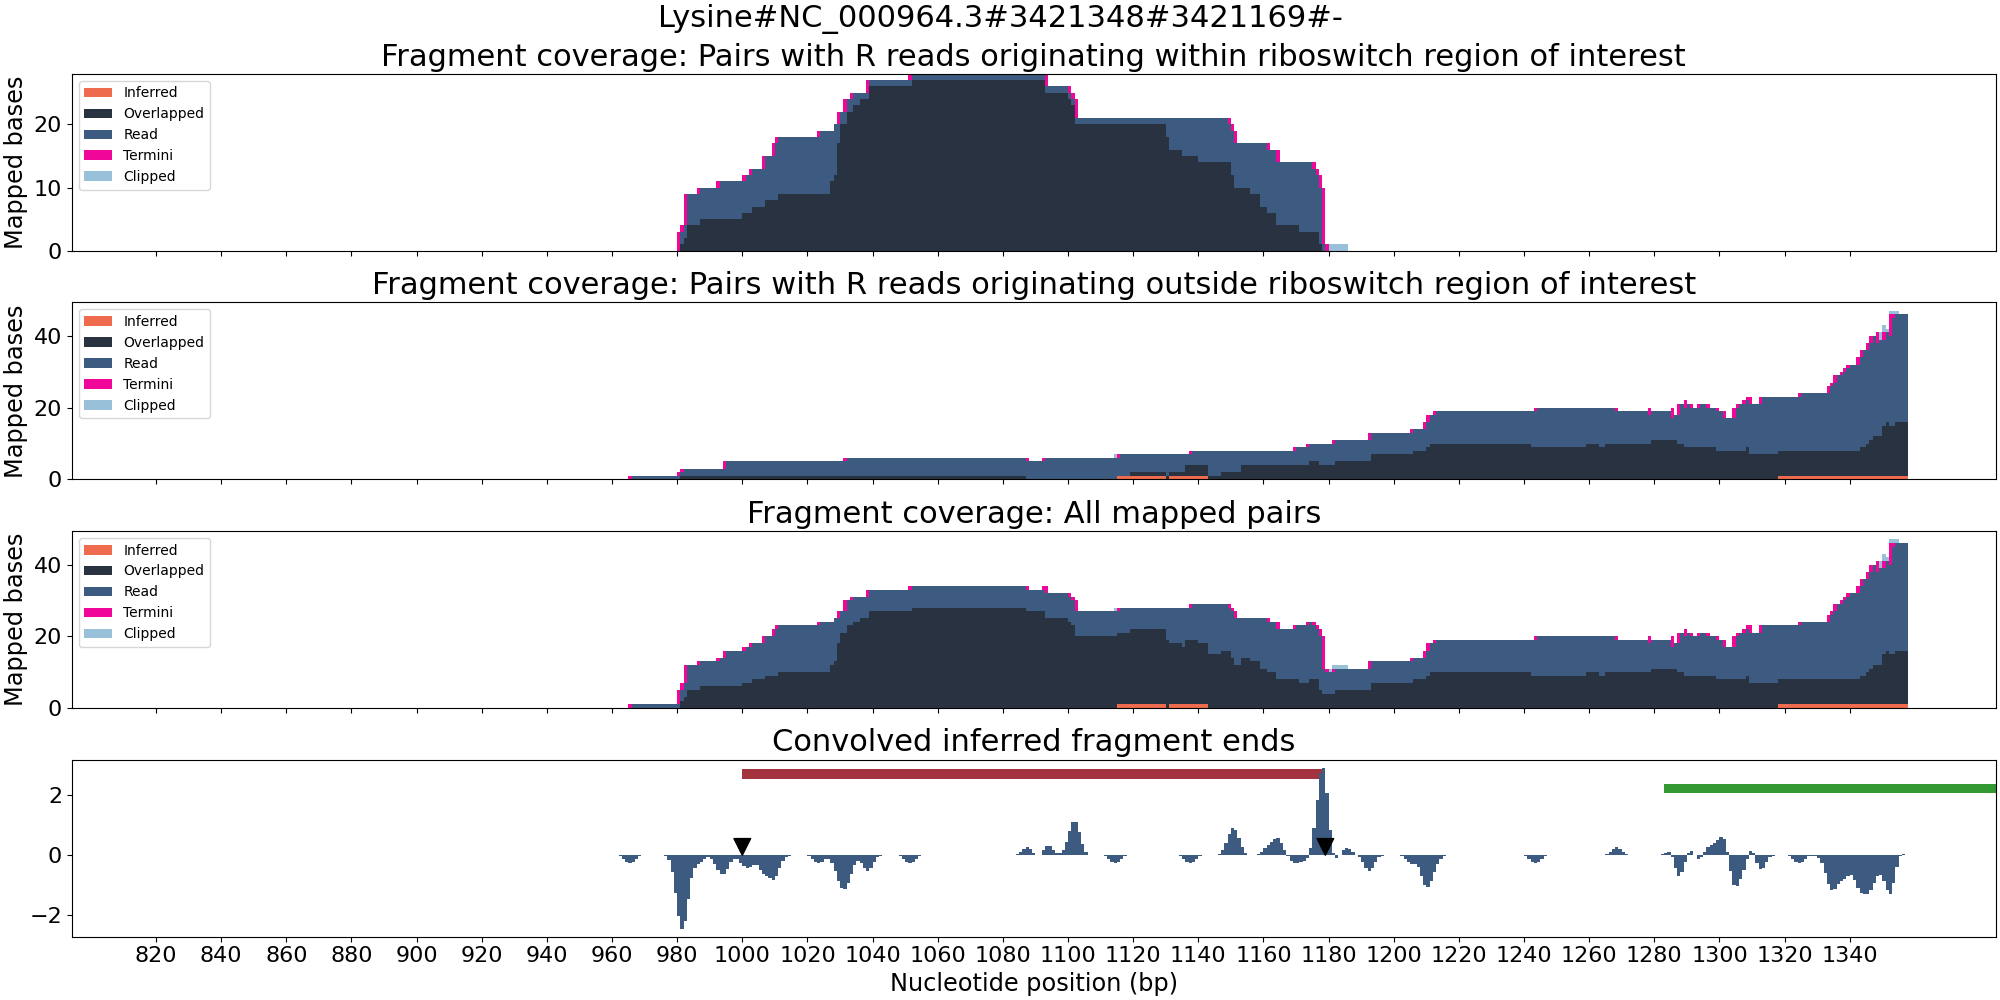 Lysine#NC_000964.3#3421348#3421169#-
Fragment coverage: Pairs with R reads originating within riboswitch region of interest
Mapped bases
20
10
0
Inferred
Overlapped
Read
Termini
Clipped
Fragment coverage: Pairs with R reads originating outside riboswitch region of interest
Mapped bases
40
20
0
Inferred
Overlapped
Read
Termini
Clipped
Fragment coverage: All mapped pairs
Mapped bases
40
20
0
Inferred
Overlapped
Read
Termini
Clipped
Convolved inferred fragment ends
2
0
−2
820 840 860 880 900 920 940 960 980 1000 1020 1040 1060 1080 1100 1120 1140 1160 1180 1200 1220 1240 1260 1280 1300 1320 1340
Nucleotide position (bp)